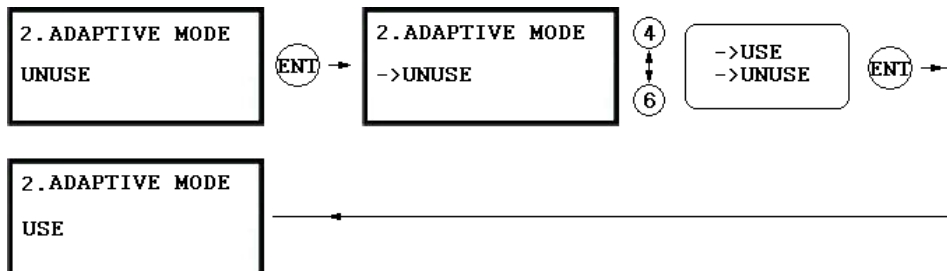 2.ADAPTIVE MODE
UNUSE
ENT
2.ADAPTIVE MODE
->UNUSE
4
6
->USE
->UNUSE
ENT
2.ADAPTIVE MODE
USE